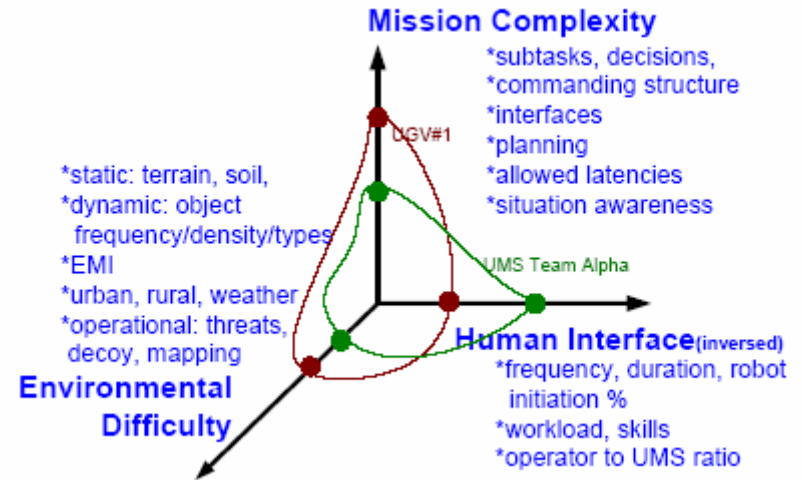 Mission Complexity
*subtasks, decisions,
*commanding structure
*interfaces
*planning
*allowed latencies
*situation awareness
UGV#1
*static: terrain, soil,
*dynamic: object
frequency/density/types
*EMI
*urban, rural, weather
*operational: threats,
decoy, mapping
Environmental
Difficulty
UMS Team Alpha
Human Interface(inversed)
*frequency, duration, robot
initiation %
*workload, skills
*operator to UMS ratio